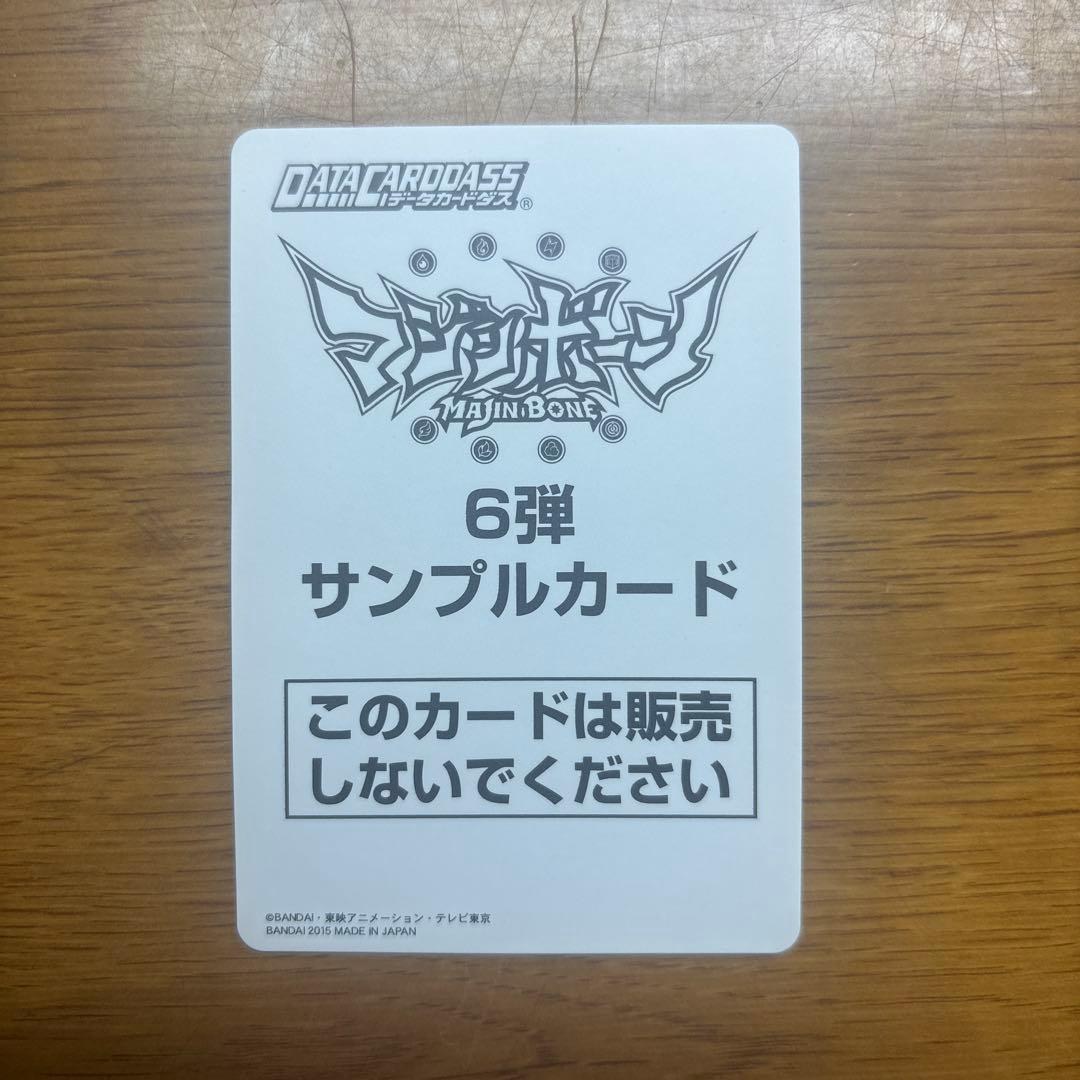 DATA CARDDASS
データカードダス®
マジンボーン
MAJIN BONE
6弾
サンプルカード
このカードは販売
しないでください
©BANDAI・東映アニメーション・テレビ東京
BANDAI 2015 MADE IN JAPAN